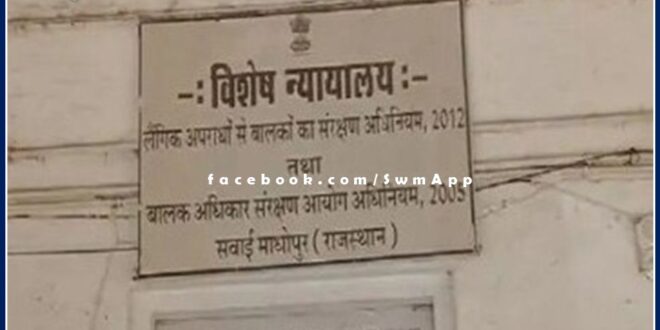 -: विशेष न्यायालय :-
लैंगिक अपराधों से बालकों का संरक्षण अधिनियम, 2012
तथा
facebook.com/SwmApp
बालक अधिकार संरक्षण आयोग अधिनियम, 2005
सवाई माधोपुर ( राजस्थान )